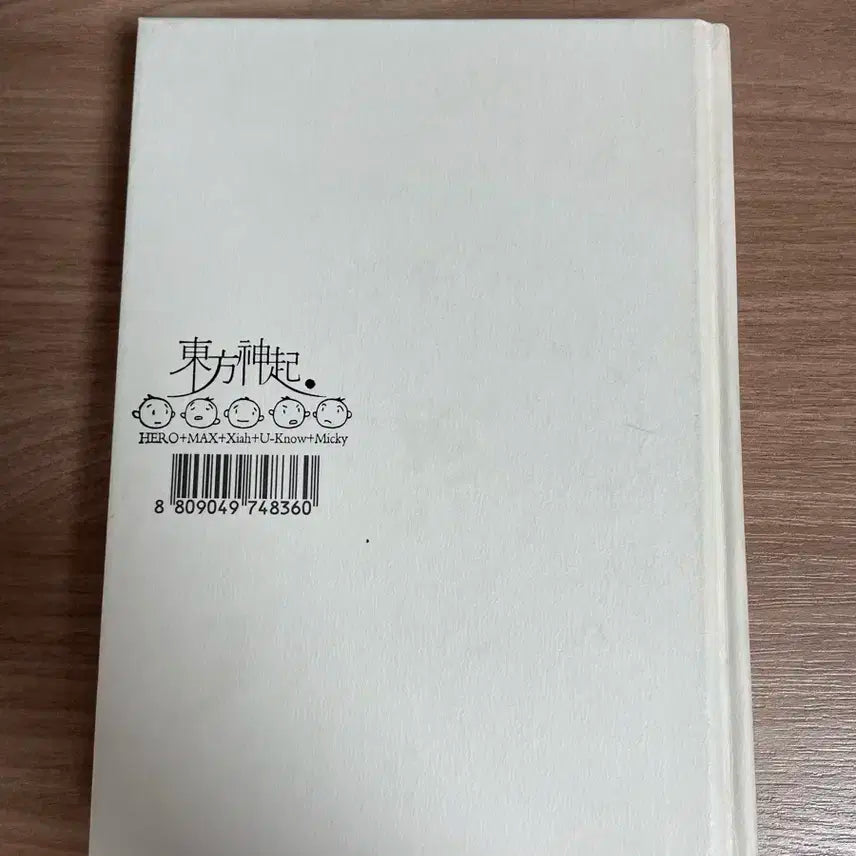 東方神起.
HERO+MAX+Xiah+U-Know+Micky
8 809049 748360